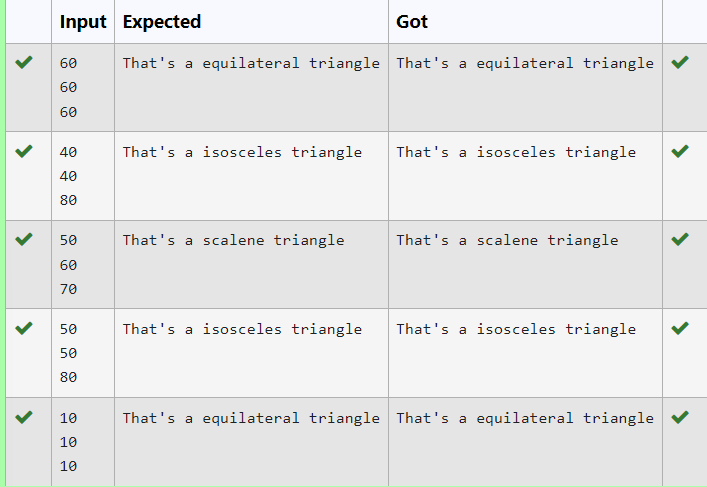 Input Expected Got
60 That's a equilateral triangle That's a equilateral triangle
60
60
40 That's a isosceles triangle That's a isosceles triangle
40
80
50 That's a scalene triangle That's a scalene triangle
60
70
50 That's a isosceles triangle That's a isosceles triangle
50
80
10 That's a equilateral triangle That's a equilateral triangle
10
10